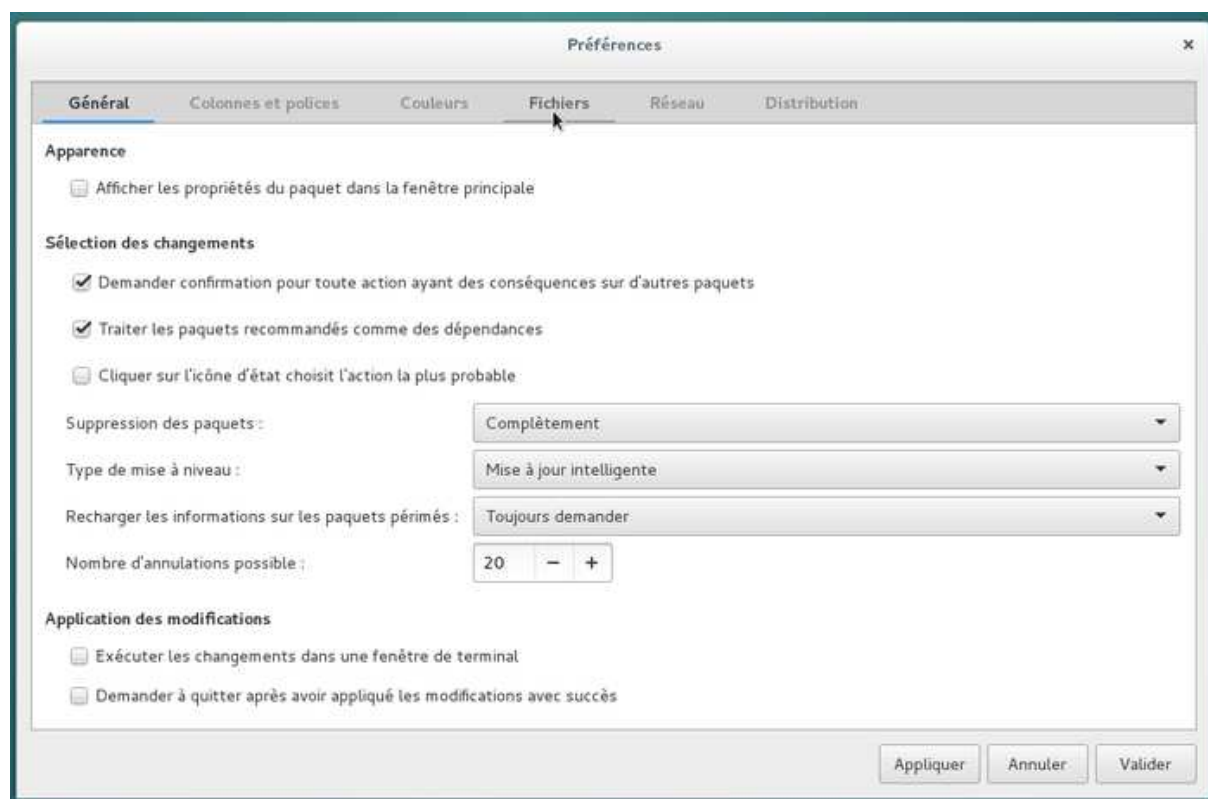 Préférences ×
Général Colonnes et polices Couleurs Fichiers Réseau Distribution
Apparence
Afficher les propriétés du paquet dans la fenêtre principale
Sélection des changements
Demander confirmation pour toute action ayant des conséquences sur d'autres paquets
Traiter les paquets recommandés comme des dépendances
Cliquer sur l'icône d'état choisit l'action la plus probable
Suppression des paquets : Complètement
Type de mise à niveau : Mise à jour intelligente
Recharger les informations sur les paquets périmés : Toujours demander
Nombre d'annulations possible : 20 − +
Application des modifications
Exécuter les changements dans une fenêtre de terminal
Demander à quitter après avoir appliqué les modifications avec succès
Appliquer Annuler Valider